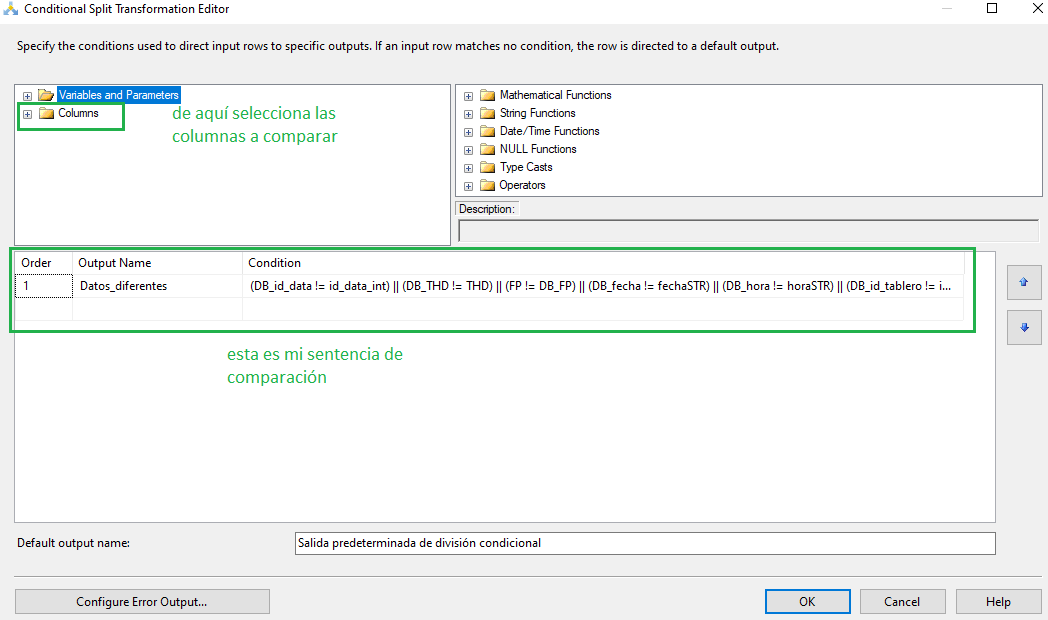 Conditional Split Transformation Editor
Specify the conditions used to direct input rows to specific outputs. If an input row matches no condition, the row is directed to a default output.
Variables and Parameters
Columns
de aquí selecciona las
columnas a comparar
Mathematical Functions
String Functions
Date/Time Functions
NULL Functions
Type Casts
Operators
Description:
Order Output Name Condition
1 Datos_diferentes (DB_id_data != id_data_int) || (DB_THD != THD) || (FP != DB_FP) || (DB_fecha != fechaSTR) || (DB_hora != horaSTR) || (DB_id_tablero != i...
esta es mi sentencia de
comparación
Default output name: Salida predeterminada de división condicional
Configure Error Output... OK Cancel Help